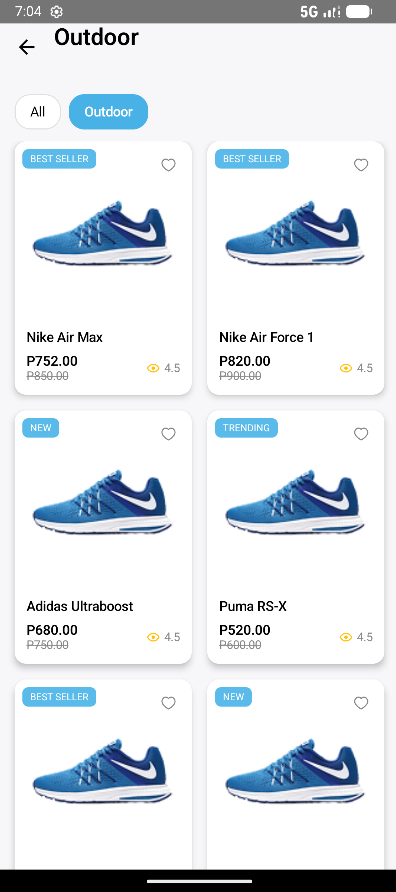 7:04 5G
Outdoor
All Outdoor
BEST SELLER BEST SELLER
Nike Air Max Nike Air Force 1
P752.00 P820.00
P850.00 4.5 P900.00 4.5
NEW TRENDING
Adidas Ultraboost Puma RS-X
P680.00 P520.00
P750.00 4.5 P600.00 4.5
BEST SELLER NEW